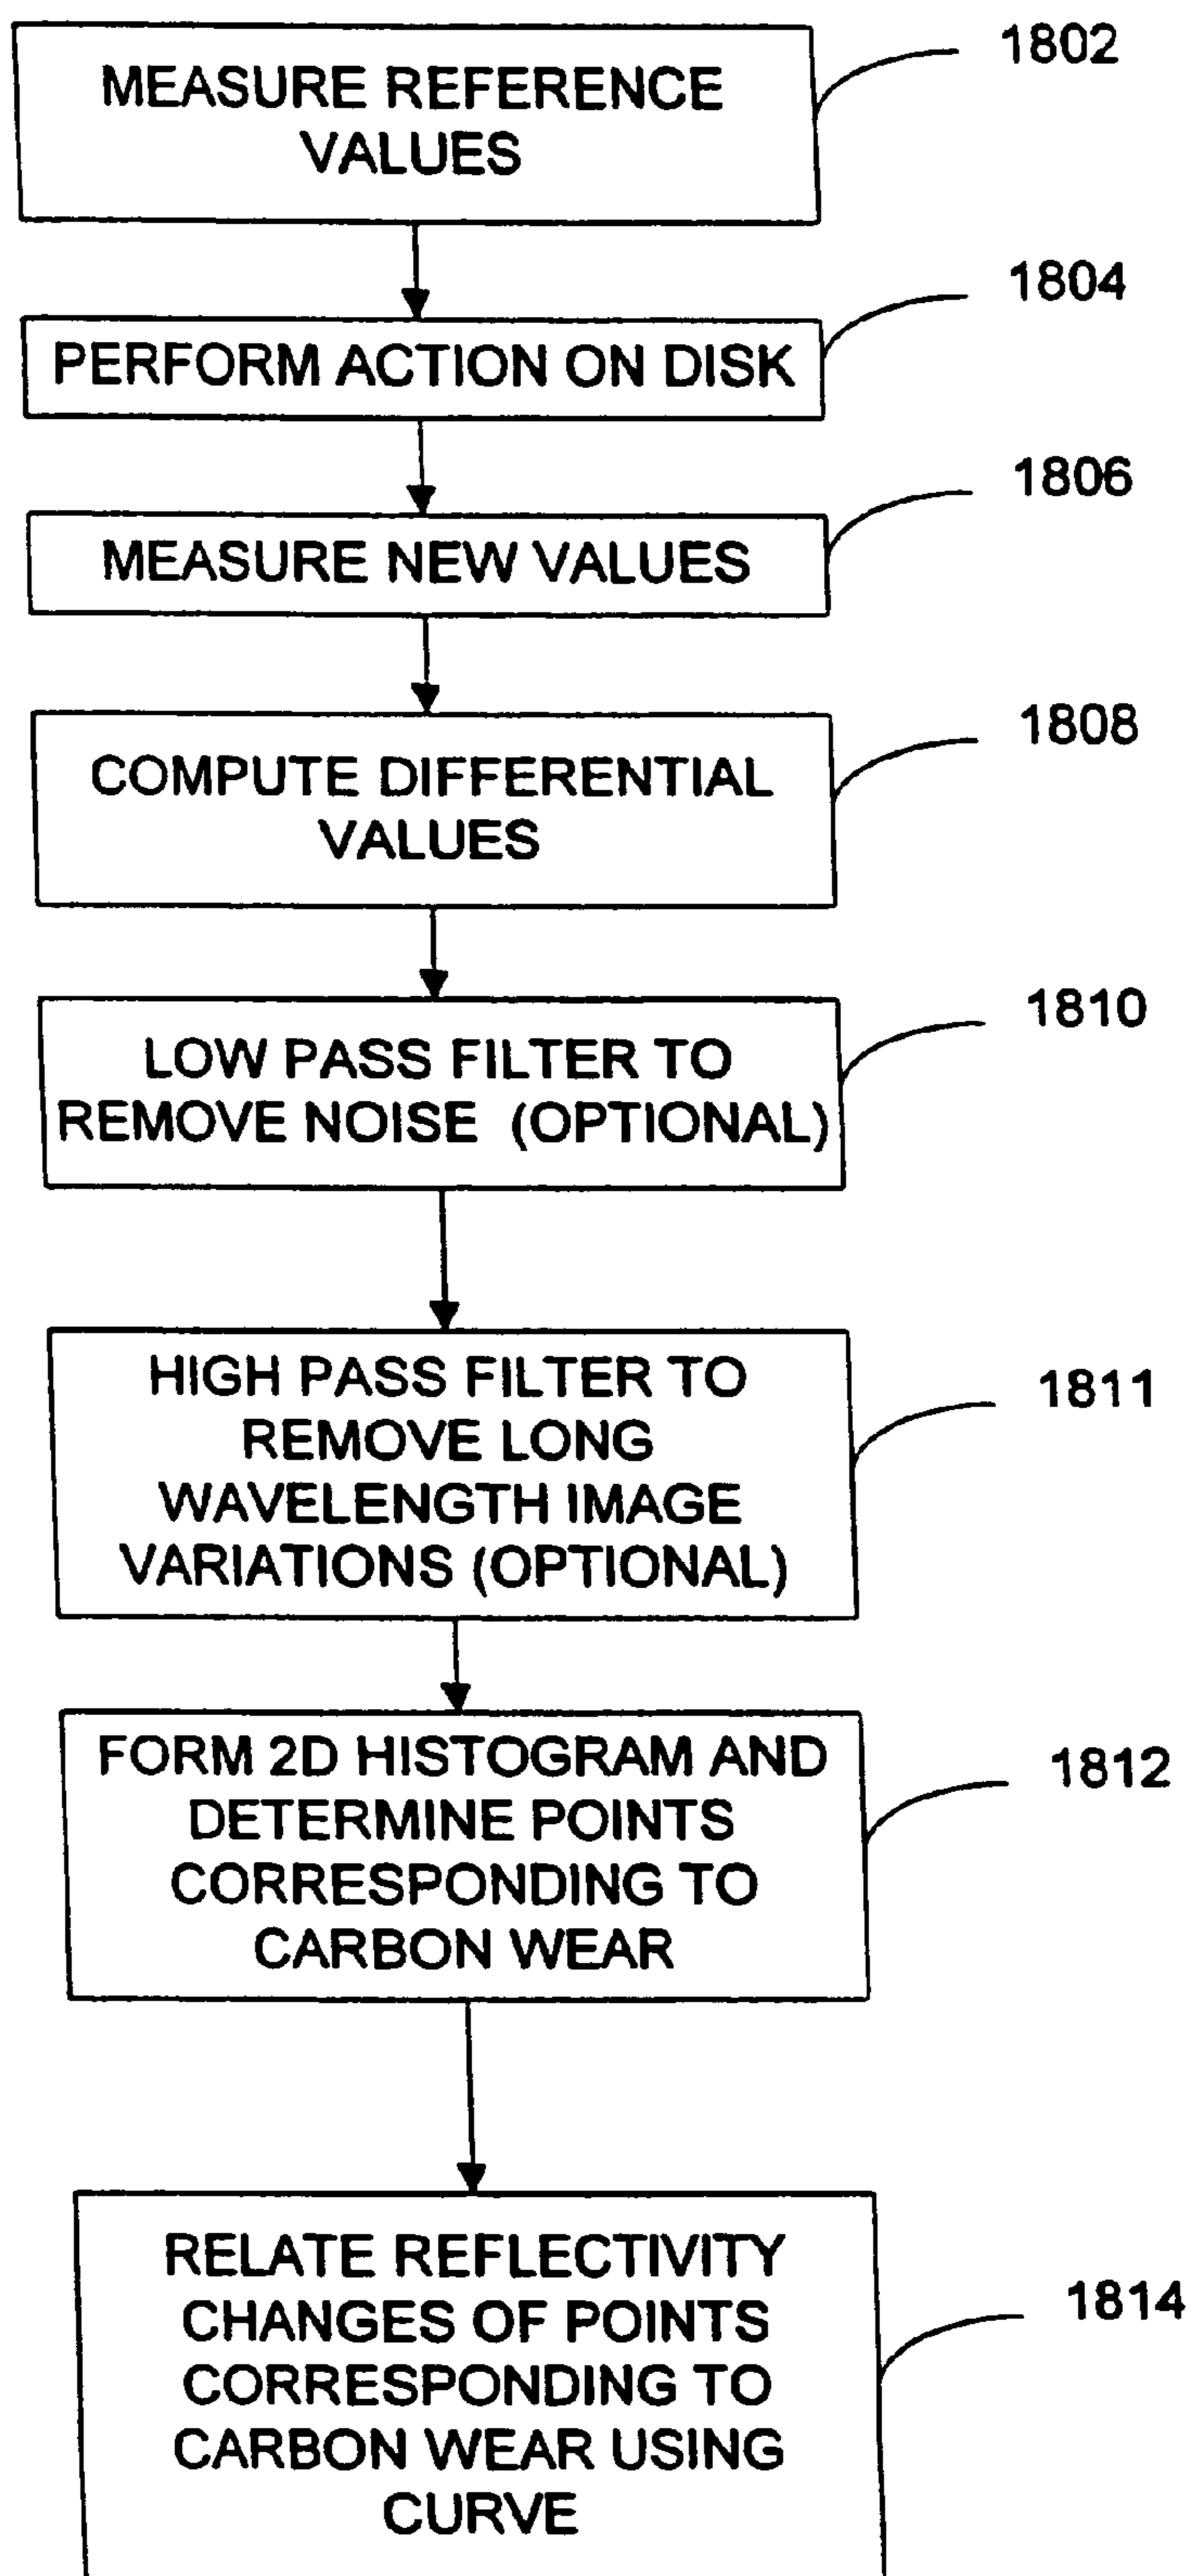 1802
MEASURE REFERENCE
VALUES
1804
PERFORM ACTION ON DISK
1806
MEASURE NEW VALUES
1808
COMPUTE DIFFERENTIAL
VALUES
1810
LOW PASS FILTER TO
REMOVE NOISE (OPTIONAL)
1811
HIGH PASS FILTER TO
REMOVE LONG
WAVELENGTH IMAGE
VARIATIONS (OPTIONAL)
1812
FORM 2D HISTOGRAM AND
DETERMINE POINTS
CORRESPONDING TO
CARBON WEAR
1814
RELATE REFLECTIVITY
CHANGES OF POINTS
CORRESPONDING TO
CARBON WEAR USING
CURVE